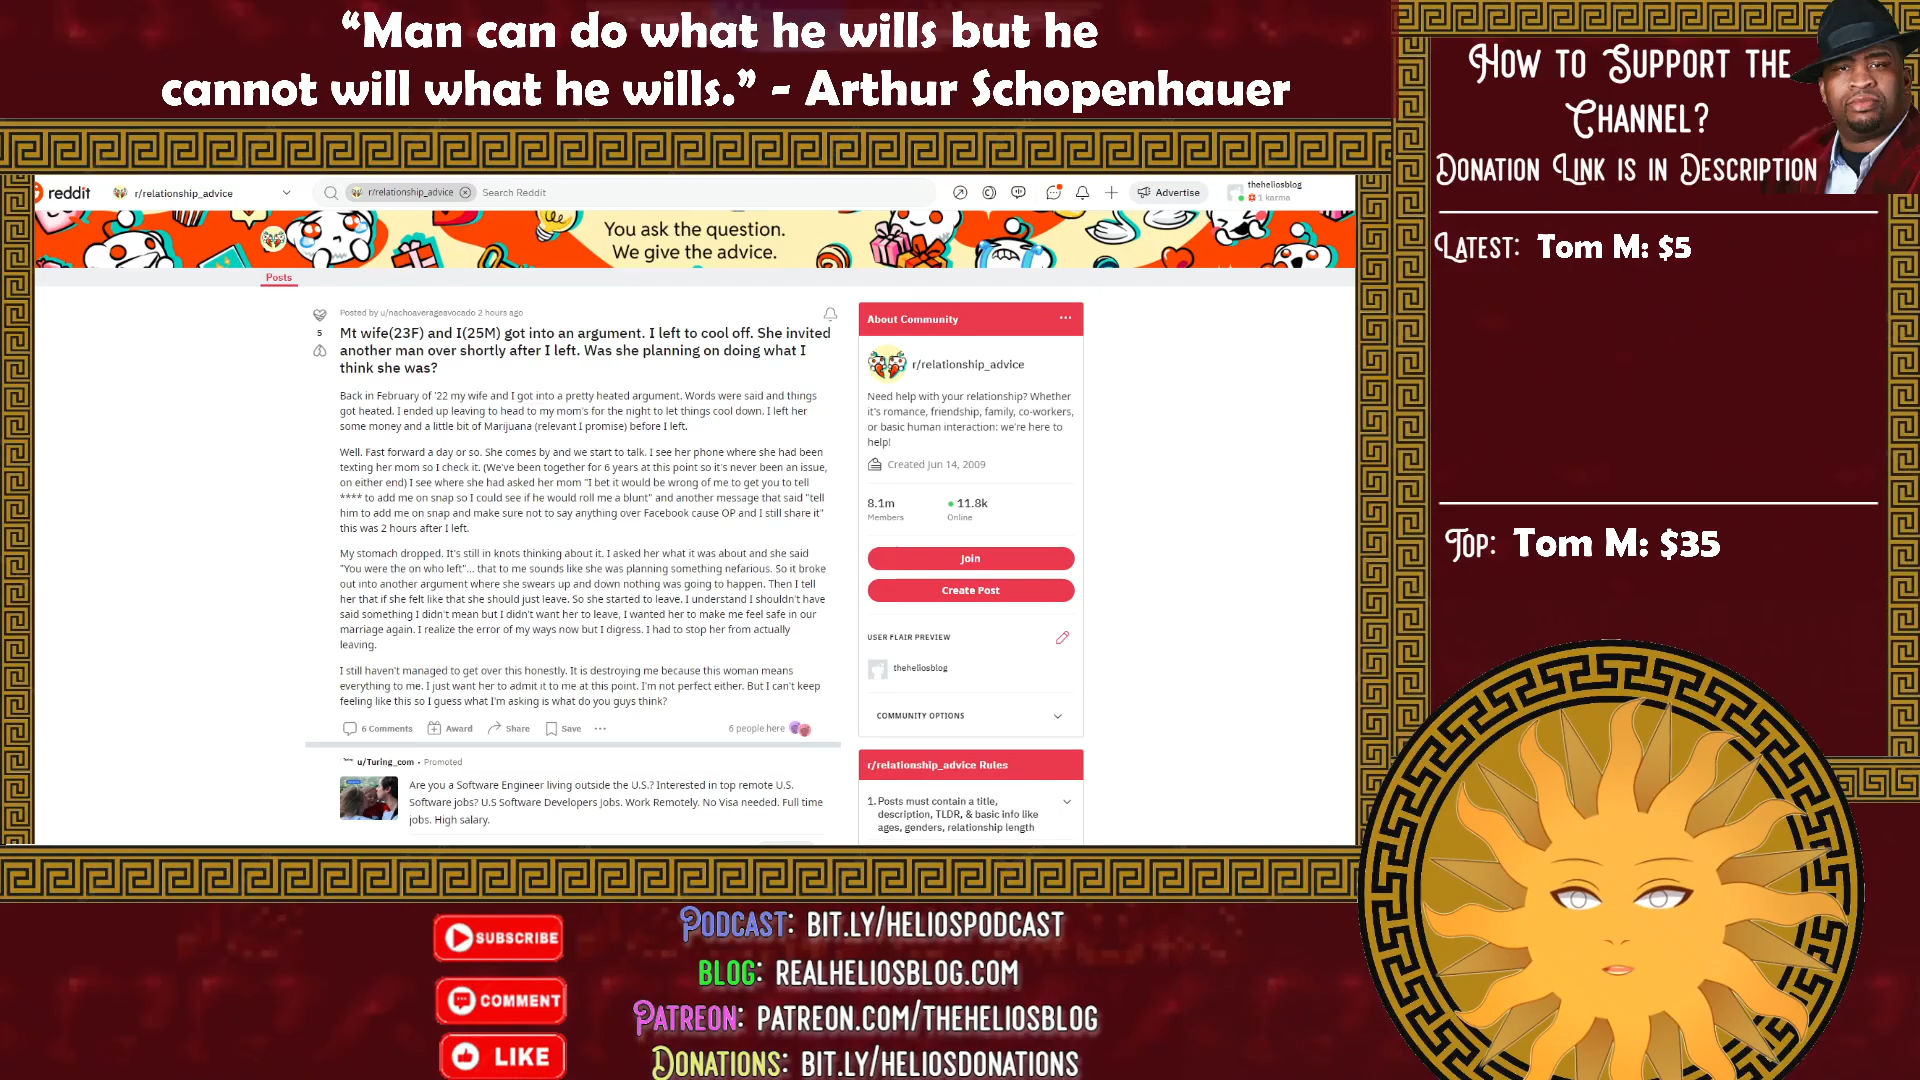 “Man can do what he wills but he
cannot will what he wills.” - Arthur Schopenhauer
How to Support the
Channel?
Donation Link is in Description
Latest: Tom M: $5
Top: Tom M: $35
reddit
r/relationship_advice
r/relationship_advice
Search Reddit
Advertise
theheliosblog
1 karma
You ask the question.
We give the advice.
Posts
Posted by u/nachoaverageavocado 2 hours ago
5
Mt wife(23F) and I(25M) got into an argument. I left to cool off. She invited
another man over shortly after I left. Was she planning on doing what I
think she was?
Back in February of '22 my wife and I got into a pretty heated argument. Words were said and things
got heated. I ended up leaving to head to my mom's for the night to let things cool down. I left her
some money and a little bit of Marijuana (relevant I promise) before I left.
Well. Fast forward a day or so. She comes by and we start to talk. I see her phone where she had been
texting her mom so I check it. (We've been together for 6 years at this point so it's never been an issue,
on either end) I see where she had asked her mom "I bet it would be wrong of me to get you to tell
**** to add me on snap so I could see if he would roll me a blunt" and another message that said "tell
him to add me on snap and make sure not to say anything over Facebook cause OP and I still share it"
this was 2 hours after I left.
My stomach dropped. It's still in knots thinking about it. I asked her what it was about and she said
"You were the on who left"... that to me sounds like she was planning something nefarious. So it broke
out into another argument where she swears up and down nothing was going to happen. Then I tell
her that if she felt like that she should just leave. So she started to leave. I understand I shouldn't have
said something I didn't mean but I didn't want her to leave, I wanted her to make me feel safe in our
marriage again. I realize the error of my ways now but I digress. I had to stop her from actually
leaving.
I still haven't managed to get over this honestly. It is destroying me because this woman means
everything to me. I just want her to admit it to me at this point. I'm not perfect either. But I can't keep
feeling like this so I guess what I'm asking is what do you guys think?
6 Comments
Award
Share
Save
6 people here
u/Turing_com • Promoted
Are you a Software Engineer living outside the U.S.? Interested in top remote U.S.
Software jobs? U.S Software Developers Jobs. Work Remotely. No Visa needed. Full time
jobs. High salary.
About Community
r/relationship_advice
Need help with your relationship? Whether
it's romance, friendship, family, co-workers,
or basic human interaction: we're here to
help!
Created Jun 14, 2009
8.1m
Members
11.8k
Online
Join
Create Post
USER FLAIR PREVIEW
theheliosblog
COMMUNITY OPTIONS
r/relationship_advice Rules
1. Posts must contain a title,
description, TLDR, & basic info like
ages, genders, relationship length
SUBSCRIBE
COMMENT
LIKE
Podcast: bit.ly/heliospodcast
Blog: realheliosblog.com
Patreon: patreon.com/theheliosblog
Donations: bit.ly/heliosdonations